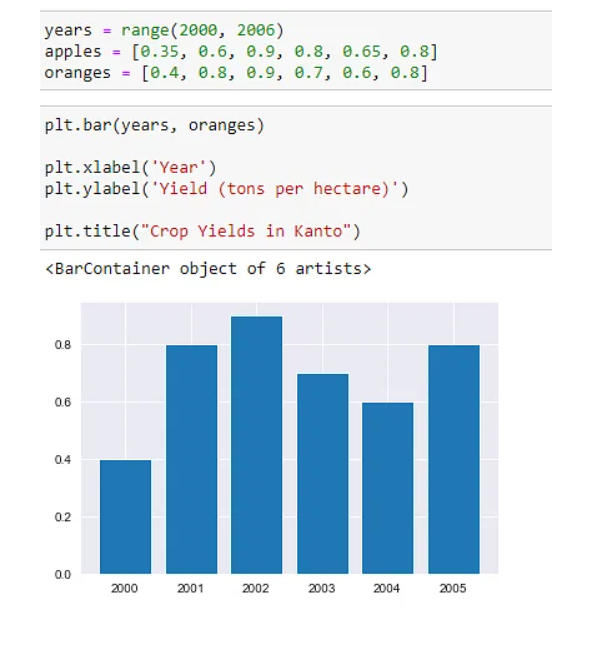 years = range(2000, 2006)
apples = [0.35, 0.6, 0.9, 0.8, 0.65, 0.8]
oranges = [0.4, 0.8, 0.9, 0.7, 0.6, 0.8]
plt.bar(years, oranges)
plt.xlabel('Year')
plt.ylabel('Yield (tons per hectare)')
plt.title("Crop Yields in Kanto")
<BarContainer object of 6 artists>
0.8
0.6
0.4
0.2
0.0
2000 2001 2002 2003 2004 2005